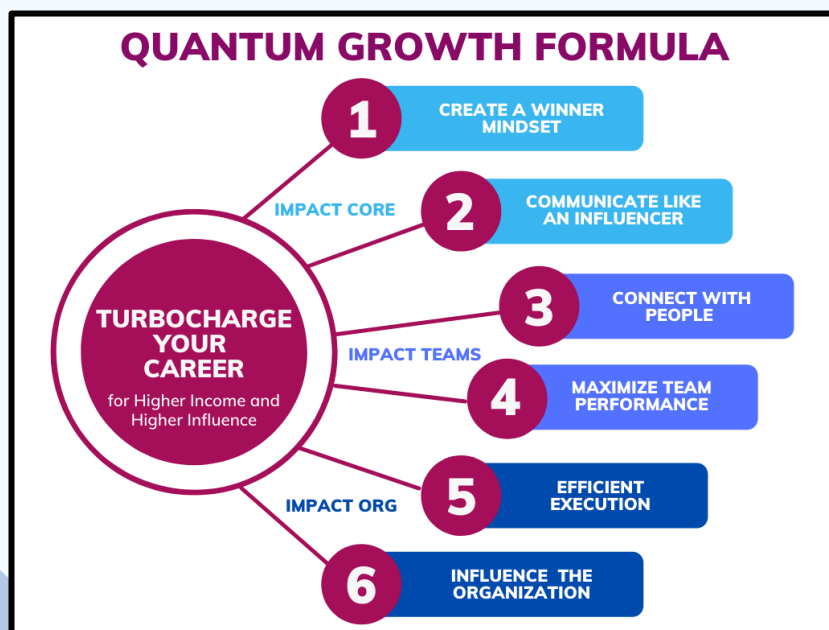 QUANTUM GROWTH FORMULA
1
CREATE A WINNER
MINDSET
IMPACT CORE
2
COMMUNICATE LIKE
AN INFLUENCER
TURBOCHARGE
YOUR
CAREER
for Higher Income and
Higher Influence
3
CONNECT WITH
PEOPLE
IMPACT TEAMS
4
MAXIMIZE TEAM
PERFORMANCE
5
EFFICIENT
EXECUTION
IMPACT ORG
6
INFLUENCE THE
ORGANIZATION